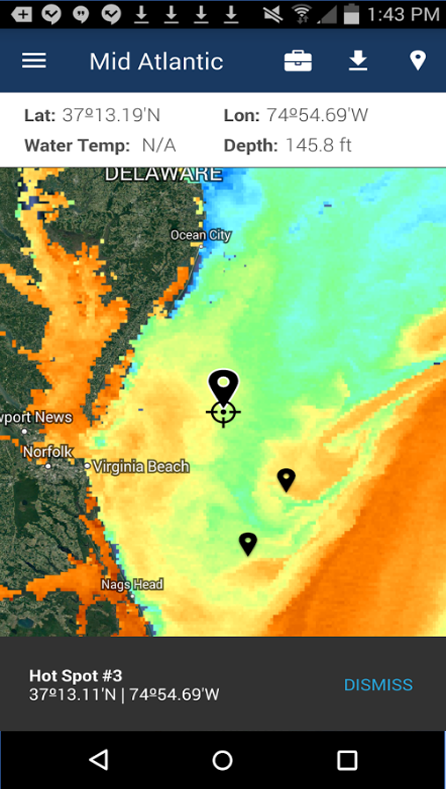 1:43 PM
Mid Atlantic
Lat: 37º13.19'N Lon: 74º54.69'W
Water Temp: N/A Depth: 145.8 ft
DELAWARE
Ocean City
wport News
Norfolk
Virginia Beach
Nags Head
Hot Spot #3
37º13.11'N | 74º54.69'W
DISMISS